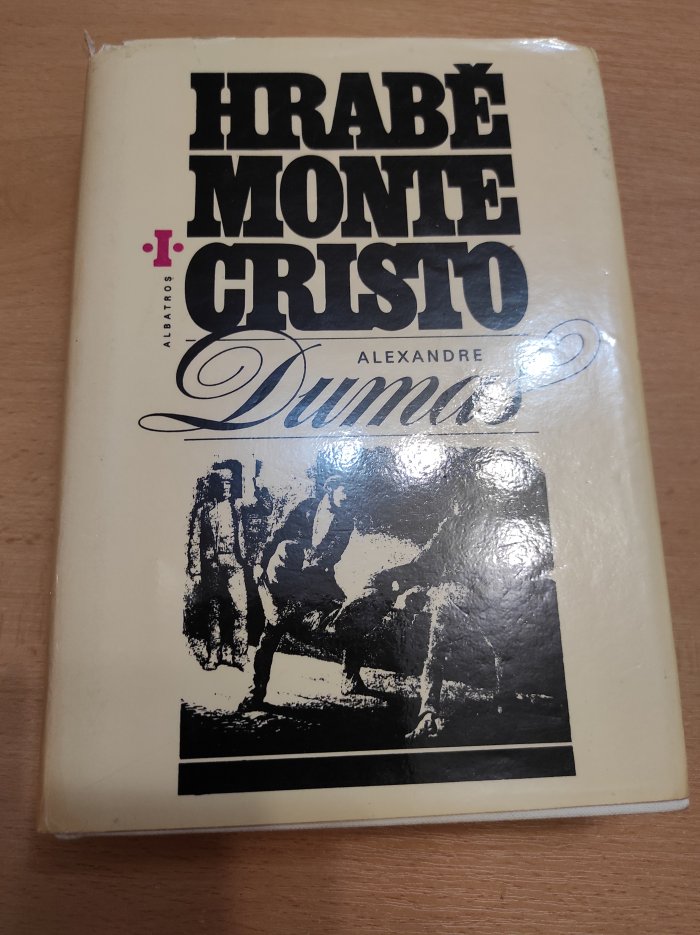 HRABĚ
MONTE
CRISTO
·I·
ALBATROS
ALEXANDRE
Dumas